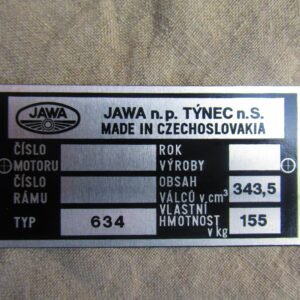 JAWA
JAWA n.p. TÝNEC n.S.
MADE IN CZECHOSLOVAKIA
ČÍSLO MOTORU
ROK VÝROBY
ČÍSLO RÁMU
OBSAH VÁLCŮ v cm³ 343,5
TYP 634
VLASTNÍ HMOTNOST v kg 155